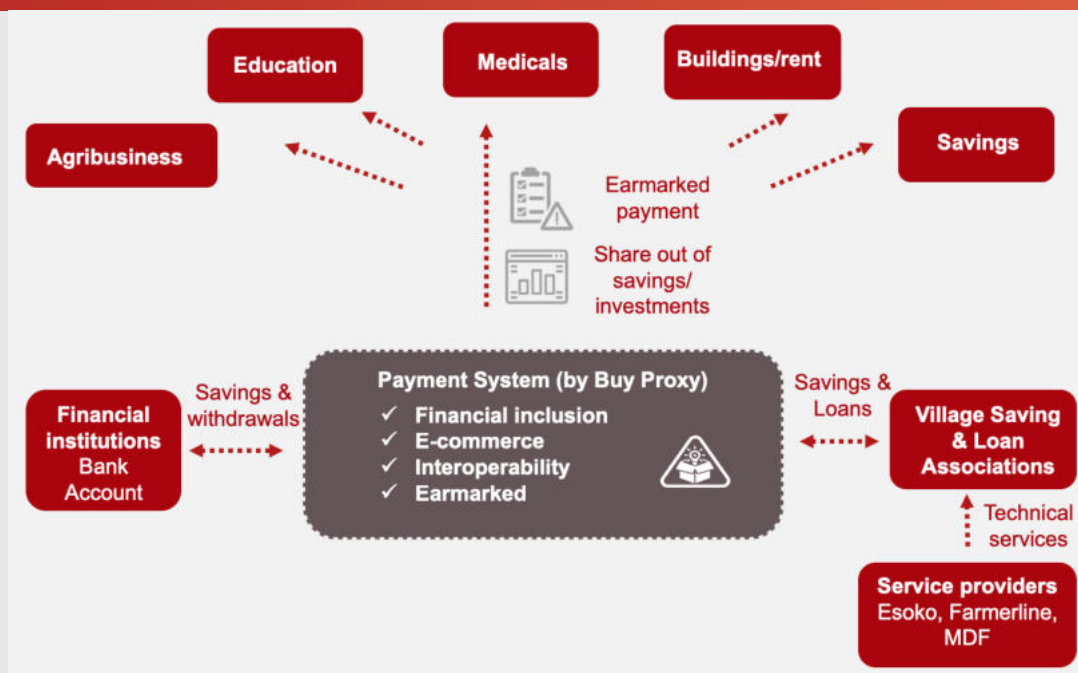 Education
Medicals
Buildings/rent
Agribusiness
Savings
Earmarked
payment
Share out of
savings/
investments
Savings &
withdrawals
Financial
institutions
Bank
Account
Payment System (by Buy Proxy)
✓ Financial inclusion
✓ E-commerce
✓ Interoperability
✓ Earmarked
Savings &
Loans
Village Saving
& Loan
Associations
Technical
services
Service providers
Esoko, Farmerline,
MDF